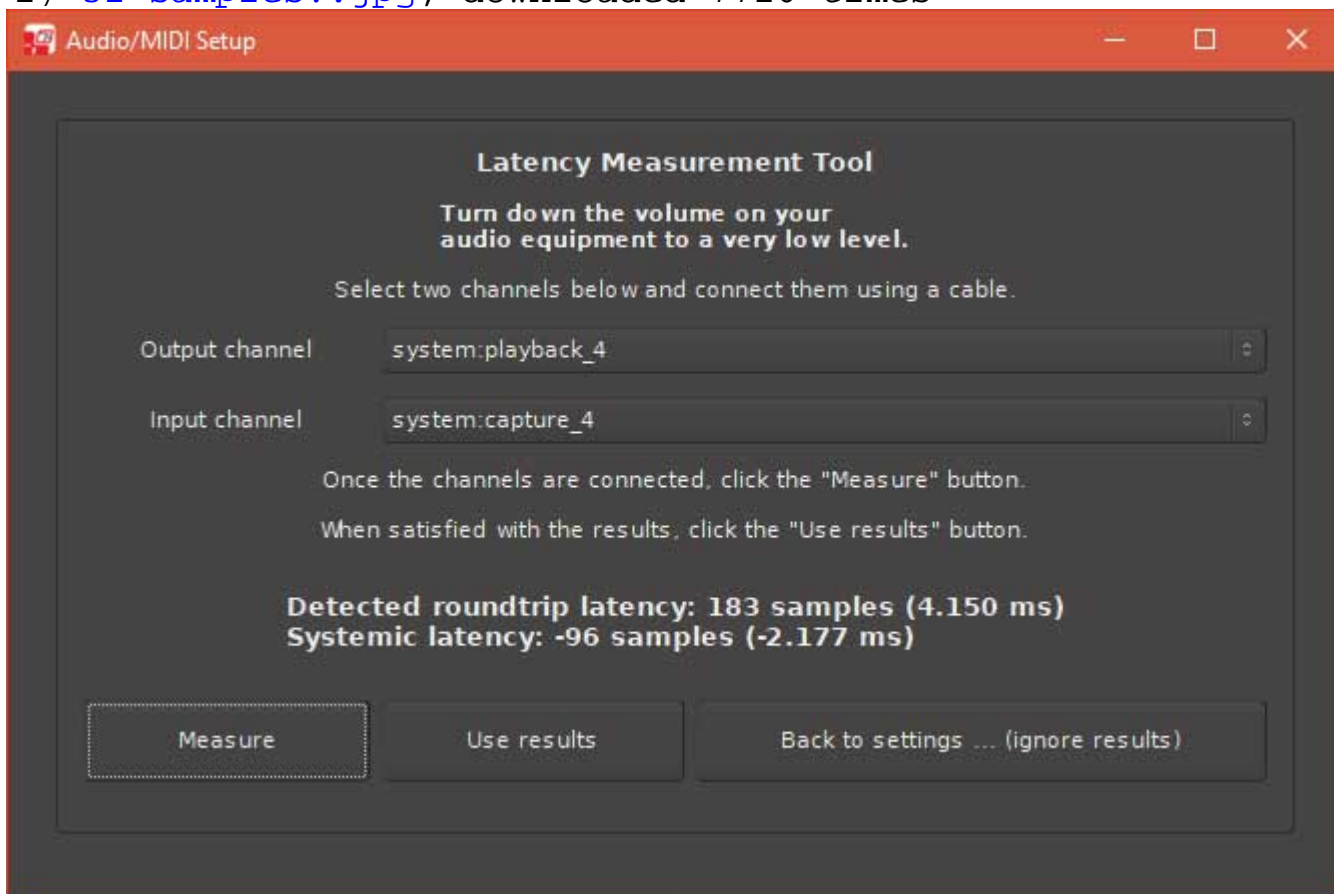 samples..jpg, downloaded times
Audio/MIDI Setup
Latency Measurement Tool
Turn down the volume on your
audio equipment to a very low level.
Select two channels below and connect them using a cable.
Output channel system:playback_4
Input channel system:capture_4
Once the channels are connected, click the "Measure" button.
When satisfied with the results, click the "Use results" button.
Detected roundtrip latency: 183 samples (4.150 ms)
Systemic latency: -96 samples (-2.177 ms)
Measure Use results Back to settings ... (ignore results)